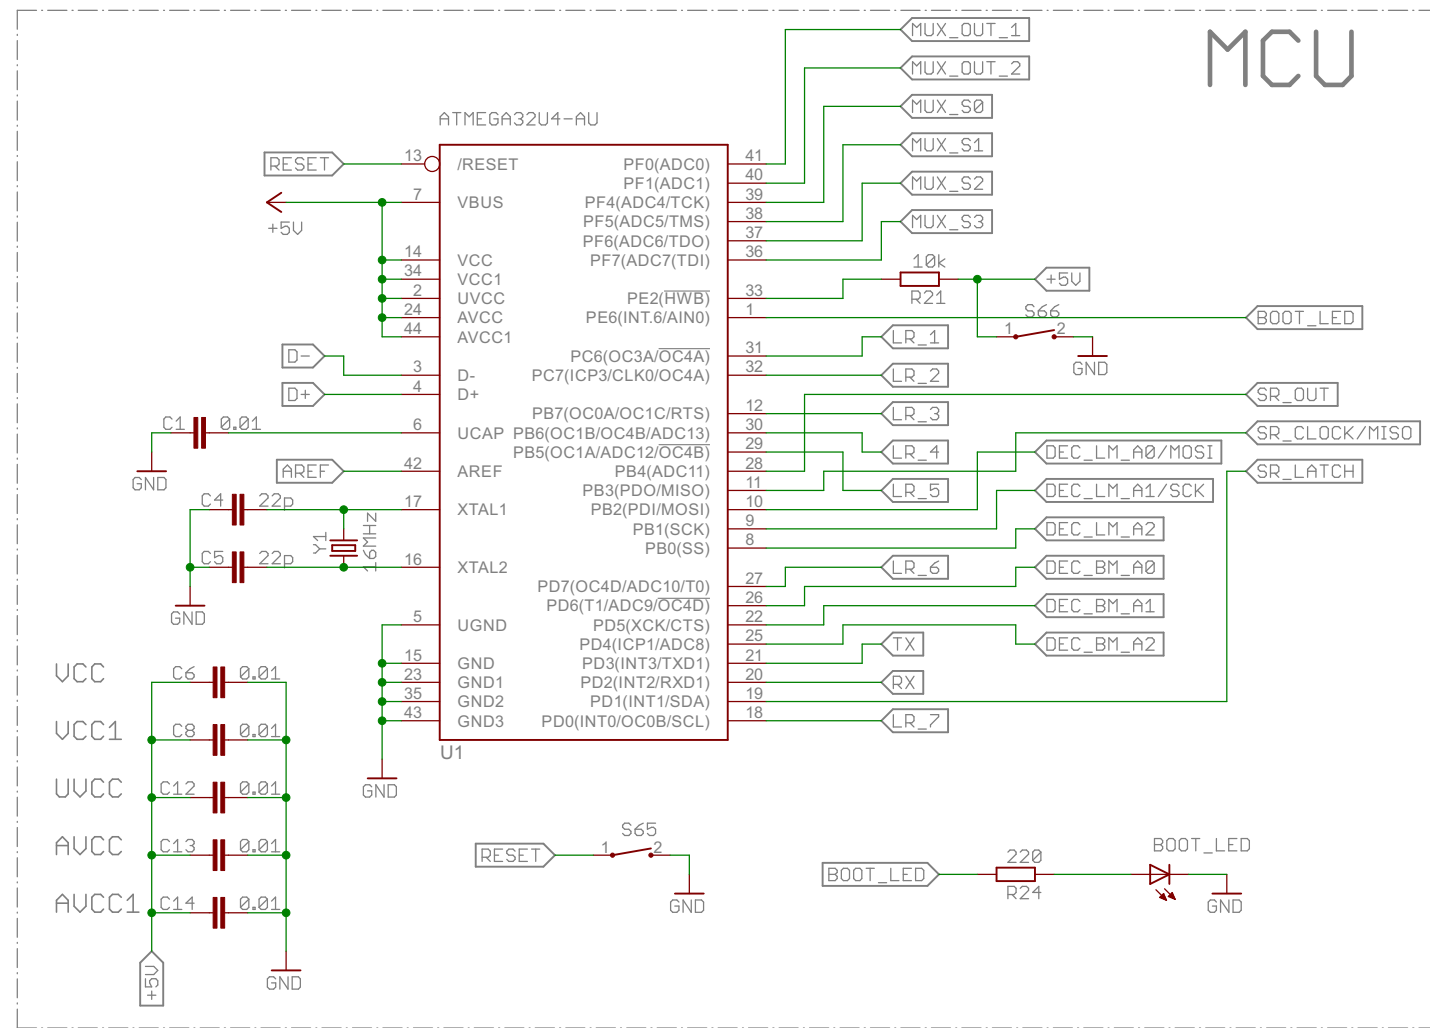 MCU
MUX_OUT_1
MUX_OUT_2
MUX_S0
MUX_S1
MUX_S2
MUX_S3
ATMEGA32U4-AU
RESET
13
/RESET
+5V
7
VBUS
14
VCC
34
VCC1
2
UVCC
24
AVCC
44
AVCC1
D-
3
D-
D+
4
D+
C1
0.01
6
UCAP
GND
AREF
42
AREF
C4
22p
17
XTAL1
Y1
16MHz
C5
22p
16
XTAL2
GND
5
UGND
15
GND
23
GND1
35
GND2
43
GND3
U1
GND
PF0(ADC0)
41
PF1(ADC1)
40
PF4(ADC4/TCK)
39
PF5(ADC5/TMS)
38
PF6(ADC6/TDO)
37
PF7(ADC7(TDI)
36
PE2(HWB)
33
PE6(INT.6/AIN0)
1
PC6(OC3A/OC4A)
31
PC7(ICP3/CLK0/OC4A)
32
PB7(OC0A/OC1C/RTS)
12
PB6(OC1B/OC4B/ADC13)
30
PB5(OC1A/ADC12/OC4B)
29
PB4(ADC11)
28
PB3(PDO/MISO)
11
PB2(PDI/MOSI)
10
PB1(SCK)
9
PB0(SS)
8
PD7(OC4D/ADC10/T0)
27
PD6(T1/ADC9/OC4D)
26
PD5(XCK/CTS)
22
PD4(ICP1/ADC8)
25
PD3(INT3/TXD1)
21
PD2(INT2/RXD1)
20
PD1(INT1/SDA)
19
PD0(INT0/OC0B/SCL)
18
10k
R21
+5V
S66
1
2
GND
BOOT_LED
LR_1
LR_2
SR_OUT
LR_3
SR_CLOCK/MISO
LR_4
DEC_LM_A0/MOSI
SR_LATCH
LR_5
DEC_LM_A1/SCK
DEC_LM_A2
LR_6
DEC_BM_A0
DEC_BM_A1
TX
DEC_BM_A2
RX
LR_7
VCC
C6
0.01
VCC1
C8
0.01
UVCC
C12
0.01
AVCC
C13
0.01
AVCC1
C14
0.01
+5V
GND
RESET
S65
1
2
GND
BOOT_LED
220
R24
BOOT_LED
GND